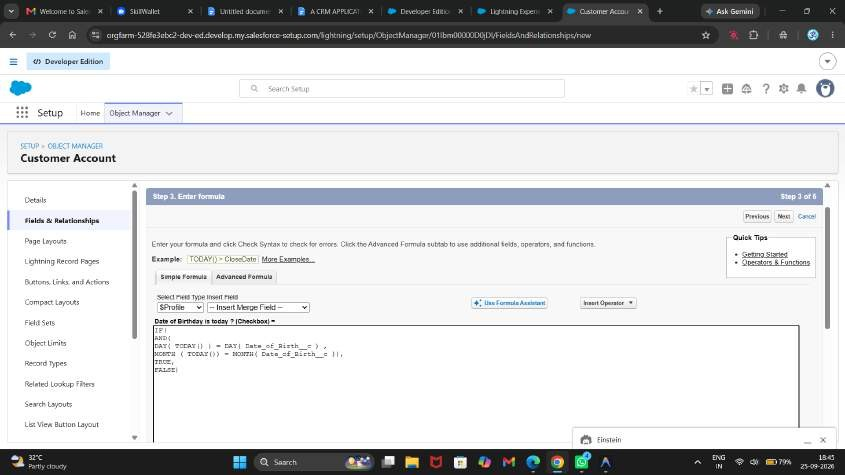 Welcome to Sale
SkillWallet
Untitled docume
A CRM APPLICAT
Developer Editio
Lightning Experi
Customer Accou
Ask Gemini
orgfarm-528fe3ebc2-dev-ed.develop.my.salesforce-setup.com/lightning/setup/ObjectManager/01Ibm00000D0jDl/FieldsAndRelationships/new
</> Developer Edition
Search Setup
Setup
Home
Object Manager
SETUP > OBJECT MANAGER
Customer Account
Details
Fields & Relationships
Page Layouts
Lightning Record Pages
Buttons, Links, and Actions
Compact Layouts
Field Sets
Object Limits
Record Types
Related Lookup Filters
Search Layouts
List View Button Layout
Step 3. Enter formula
Step 3 of 5
Previous
Next
Cancel
Enter your formula and click Check Syntax to check for errors. Click the Advanced Formula subtab to use additional fields, operators, and functions.
Example: TODAY() > CloseDate More Examples...
Quick Tips
• Getting Started
• Operators & Functions
Simple Formula
Advanced Formula
Select Field Type Insert Field
$Profile
-- Insert Merge Field --
Use Formula Assistant
Insert Operator
Date of Birthday is today ? (Checkbox) =
IF(
AND(
DAY( TODAY() ) = DAY( Date_of_Birth__c ) ,
MONTH ( TODAY()) = MONTH( Date_of_Birth__c )),
TRUE,
FALSE)
Einstein
32°C
Partly cloudy
Search
ENG
IN
79%
18:45
25-09-2026